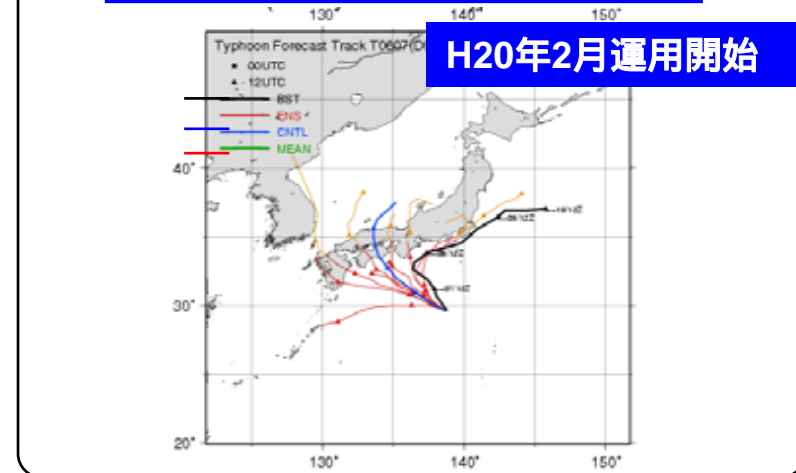 130° 140° 150°
H20年2月運用開始
Typhoon Forecast Track T0607(D
00UTC
12UTC
BST
ENS
CNTL
MEAN
40°
30°
20°
130° 140° 150°